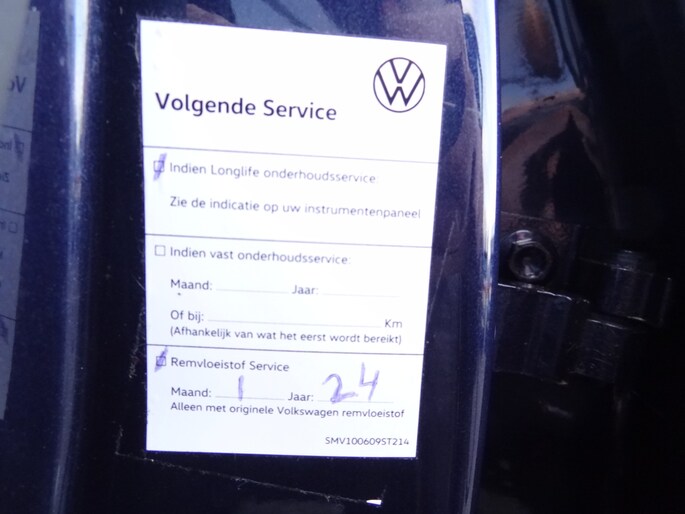 Volgende Service
Indien Longlife onderhoudsservice:
Zie de indicatie op uw instrumentenpaneel
Indien vast onderhoudsservice:
Maand: Jaar:
Of bij: Km
(Afhankelijk van wat het eerst wordt bereikt)
Remvloeistof Service
Maand: 1 Jaar: 24
Alleen met originele Volkswagen remvloeistof
SMV100609ST214